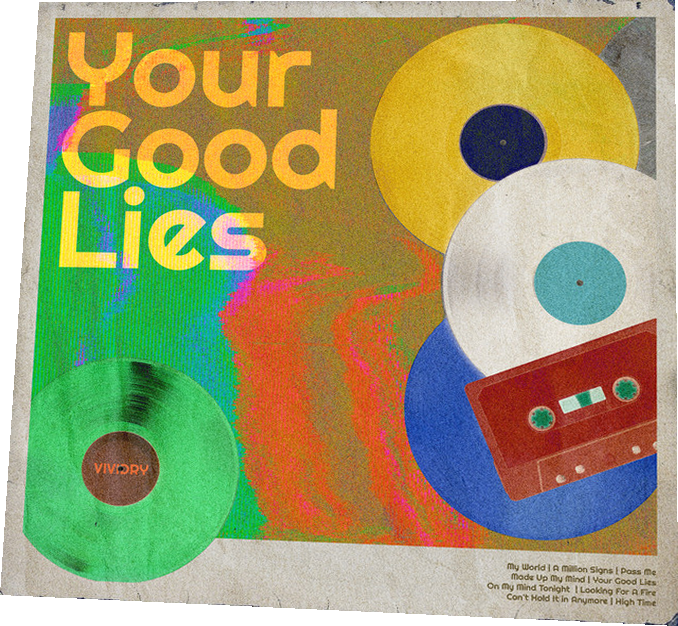 Your
Good
Lies
VIVORY
My World | A Million Signs | Pass Me
Made Up My Mind | Your Good Lies
On My Mind Tonight | Looking For A Fire
Can't Hold It in Anymore | High Time